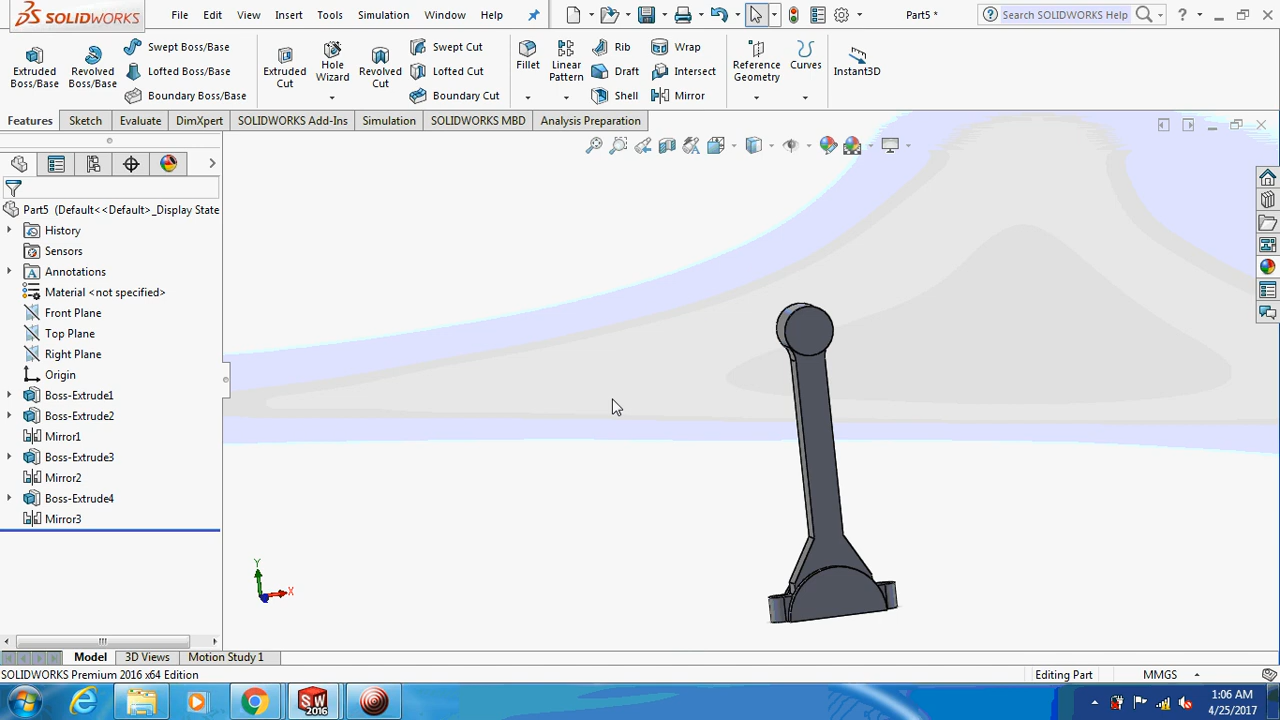 SOLIDWORKS File Edit View Insert Tools Simulation Window Help Part5 * Search SOLIDWORKS Help
Extruded Boss/Base
Revolved Boss/Base
Swept Boss/Base
Lofted Boss/Base
Boundary Boss/Base
Extruded Cut
Hole Wizard
Revolved Cut
Swept Cut
Lofted Cut
Boundary Cut
Fillet
Linear Pattern
Rib
Draft
Shell
Wrap
Intersect
Mirror
Reference Geometry
Curves
Instant3D
Features Sketch Evaluate DimXpert SOLIDWORKS Add-Ins Simulation SOLIDWORKS MBD Analysis Preparation
Part5 (Default<<Default>_Display State
History
Sensors
Annotations
Material <not specified>
Front Plane
Top Plane
Right Plane
Origin
Boss-Extrude1
Boss-Extrude2
Mirror1
Boss-Extrude3
Mirror2
Boss-Extrude4
Mirror3
Y
X
Model 3D Views Motion Study 1
SOLIDWORKS Premium 2016 x64 Edition Editing Part MMGS
SW 2016
1:06 AM
4/25/2017